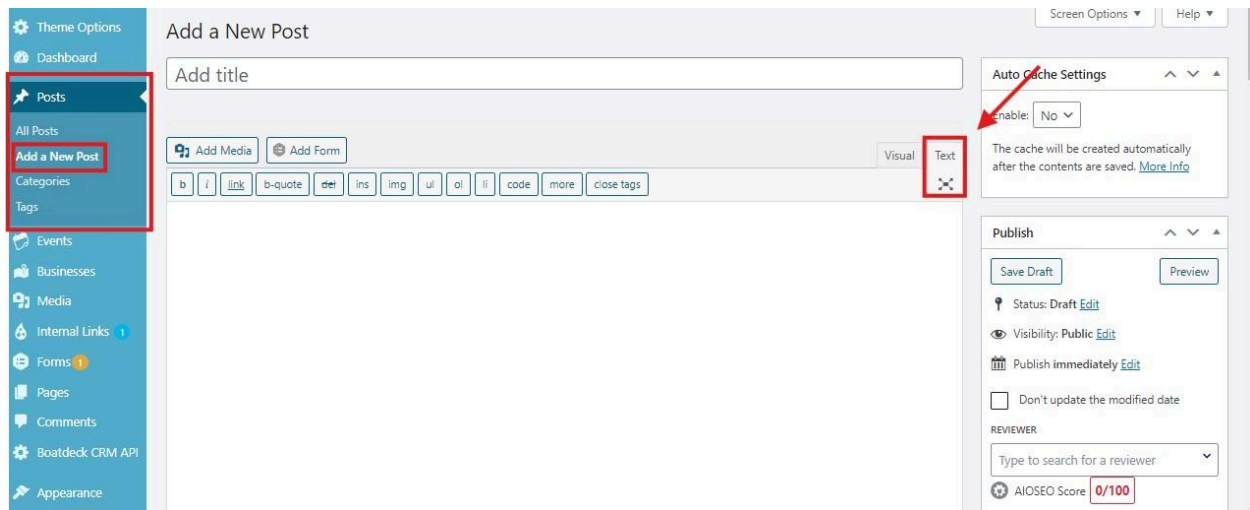 Theme Options
Dashboard
Posts
All Posts
Add a New Post
Categories
Tags
Events
Businesses
Media
Internal Links 1
Forms 1
Pages
Comments
Boatdeck CRM API
Appearance
Screen Options Help
Add a New Post
Add title
Add Media Add Form
Visual Text
b i link b-quote del ins img ul ol li code more close tags
Auto Cache Settings
Enable: No
The cache will be created automatically
after the contents are saved. More Info
Publish
Save Draft Preview
Status: Draft Edit
Visibility: Public Edit
Publish immediately Edit
Don't update the modified date
REVIEWER
Type to search for a reviewer
AIOSEO Score 0/100